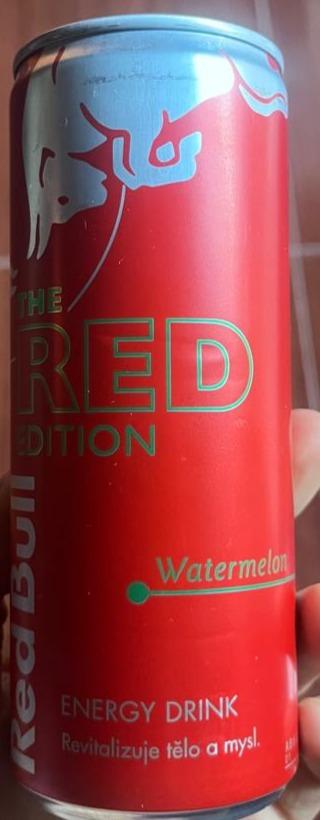 THE
RED
EDITION
Red Bull
Watermelon
ENERGY DRINK
Revitalizuje tělo a mysl.